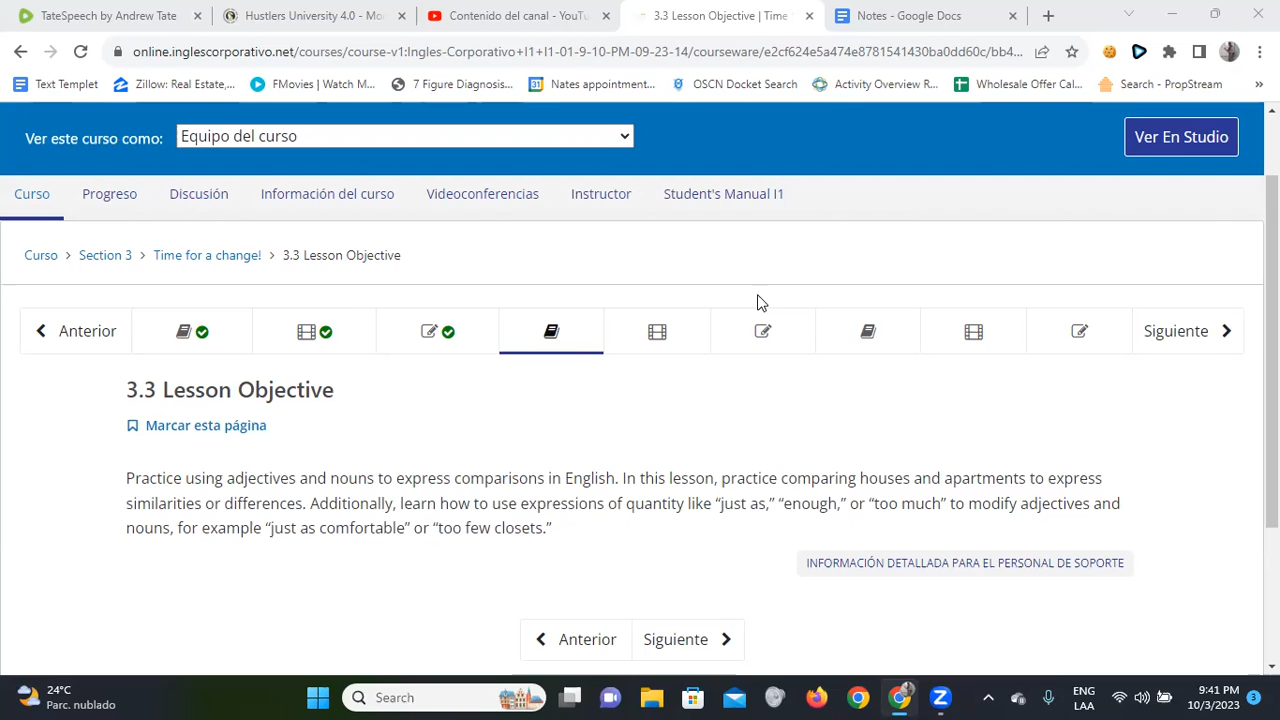 TateSpeech by Andrew Tate
Hustlers University 4.0 - Mo
Contenido del canal - YouTu
3.3 Lesson Objective | Time
Notes - Google Docs
online.inglescorporativo.net/courses/course-v1:Ingles-Corporativo+I1+I1-01-9-10-PM-09-23-14/courseware/e2cf624e5a474e8781541430ba0dd60c/bb4...
Text Templet
Zillow: Real Estate,...
FMovies | Watch M...
7 Figure Diagnosis...
Nates appointment...
OSCN Docket Search
Activity Overview R...
Wholesale Offer Cal...
Search - PropStream
»
Ver este curso como:
Equipo del curso
Ver En Studio
Curso
Progreso
Discusión
Información del curso
Videoconferencias
Instructor
Student's Manual I1
Curso > Section 3 > Time for a change! > 3.3 Lesson Objective
Anterior
Siguiente
3.3 Lesson Objective
Marcar esta página
Practice using adjectives and nouns to express comparisons in English. In this lesson, practice comparing houses and apartments to express
similarities or differences. Additionally, learn how to use expressions of quantity like “just as,” “enough,” or “too much” to modify adjectives and
nouns, for example “just as comfortable” or “too few closets.”
INFORMACIÓN DETALLADA PARA EL PERSONAL DE SOPORTE
Anterior
Siguiente
24°C
Parc. nublado
Search
ENG
LAA
9:41 PM
10/3/2023
3